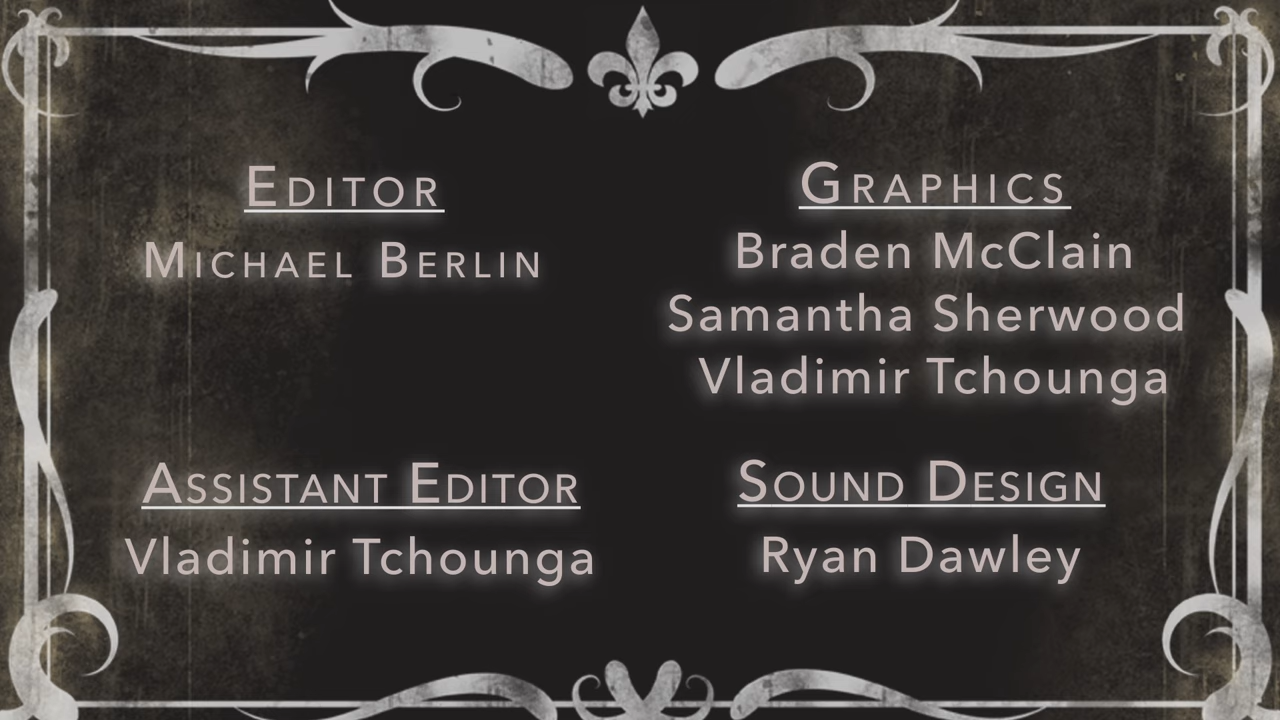 Editor
Michael Berlin
Graphics
Braden McClain
Samantha Sherwood
Vladimir Tchounga
Assistant Editor
Vladimir Tchounga
Sound Design
Ryan Dawley